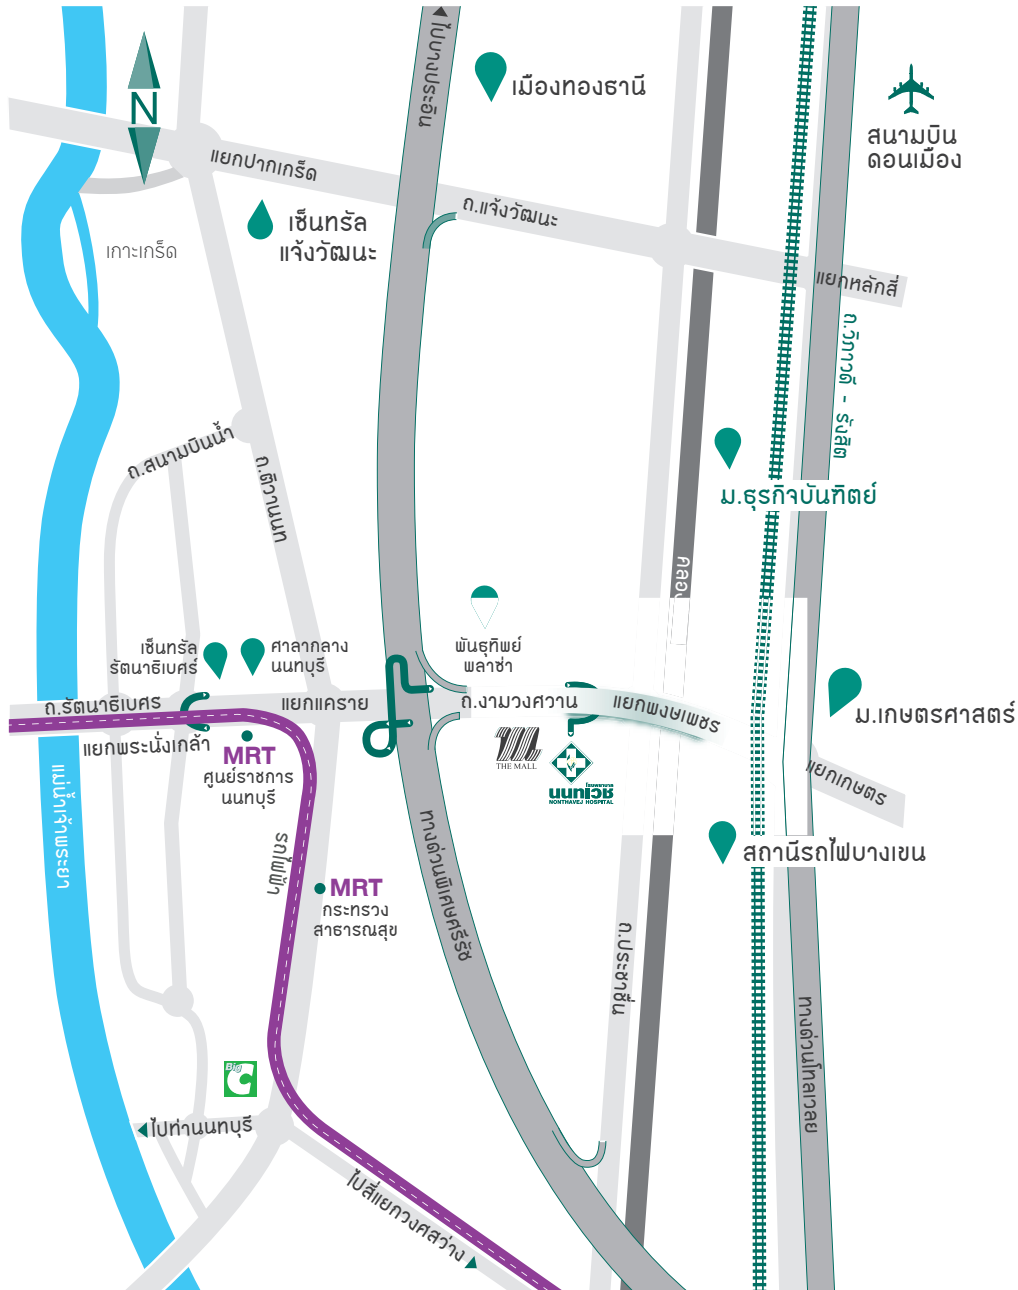 ไปบางปะอิน
เมืองทองธานี
N
สนามบิน
ดอนเมือง
แยกปากเกร็ด
ถ.แจ้งวัฒนะ
เซ็นทรัล
แจ้งวัฒนะ
เกาะเกร็ด
แยกหลักสี่
ถ.วิภาวดี - รังสิต
ถ.สนามบินน้ำ
ถ.ติวานนท
ม.ธุรกิจบันฑิตย์
คลอง
พันธุทิพย์
พลาซ่า
เซ็นทรัล
รัตนาธิเบศร์
ศาลากลาง
นนทบุรี
ถ.รัตนาธิเบศร
แยกแคราย
ถ.งามวงศวาน
แยกพงษเพชร
ม.เกษตรศาสตร์
แยกพระนั่งเกล้า
MRT
ศูนย์ราชการ
นนทบุรี
THE MALL
โรงพยาบาล
นนทเวช
NONTHAVEJ HOSPITAL
แยกเกษตร
แม่น้ำเจ้าพระยา
รถไฟฟ้า
ทางด่วนพิเศษศรีรัช
สถานีรถไฟบางเขน
MRT
กระทรวง
สาธารณสุข
ถ.ประชาชื่น
ทางด่วนโทลเวลย
Big C
ไปท่านนทบุรี
ไปสี่แยกวงศสว่าง